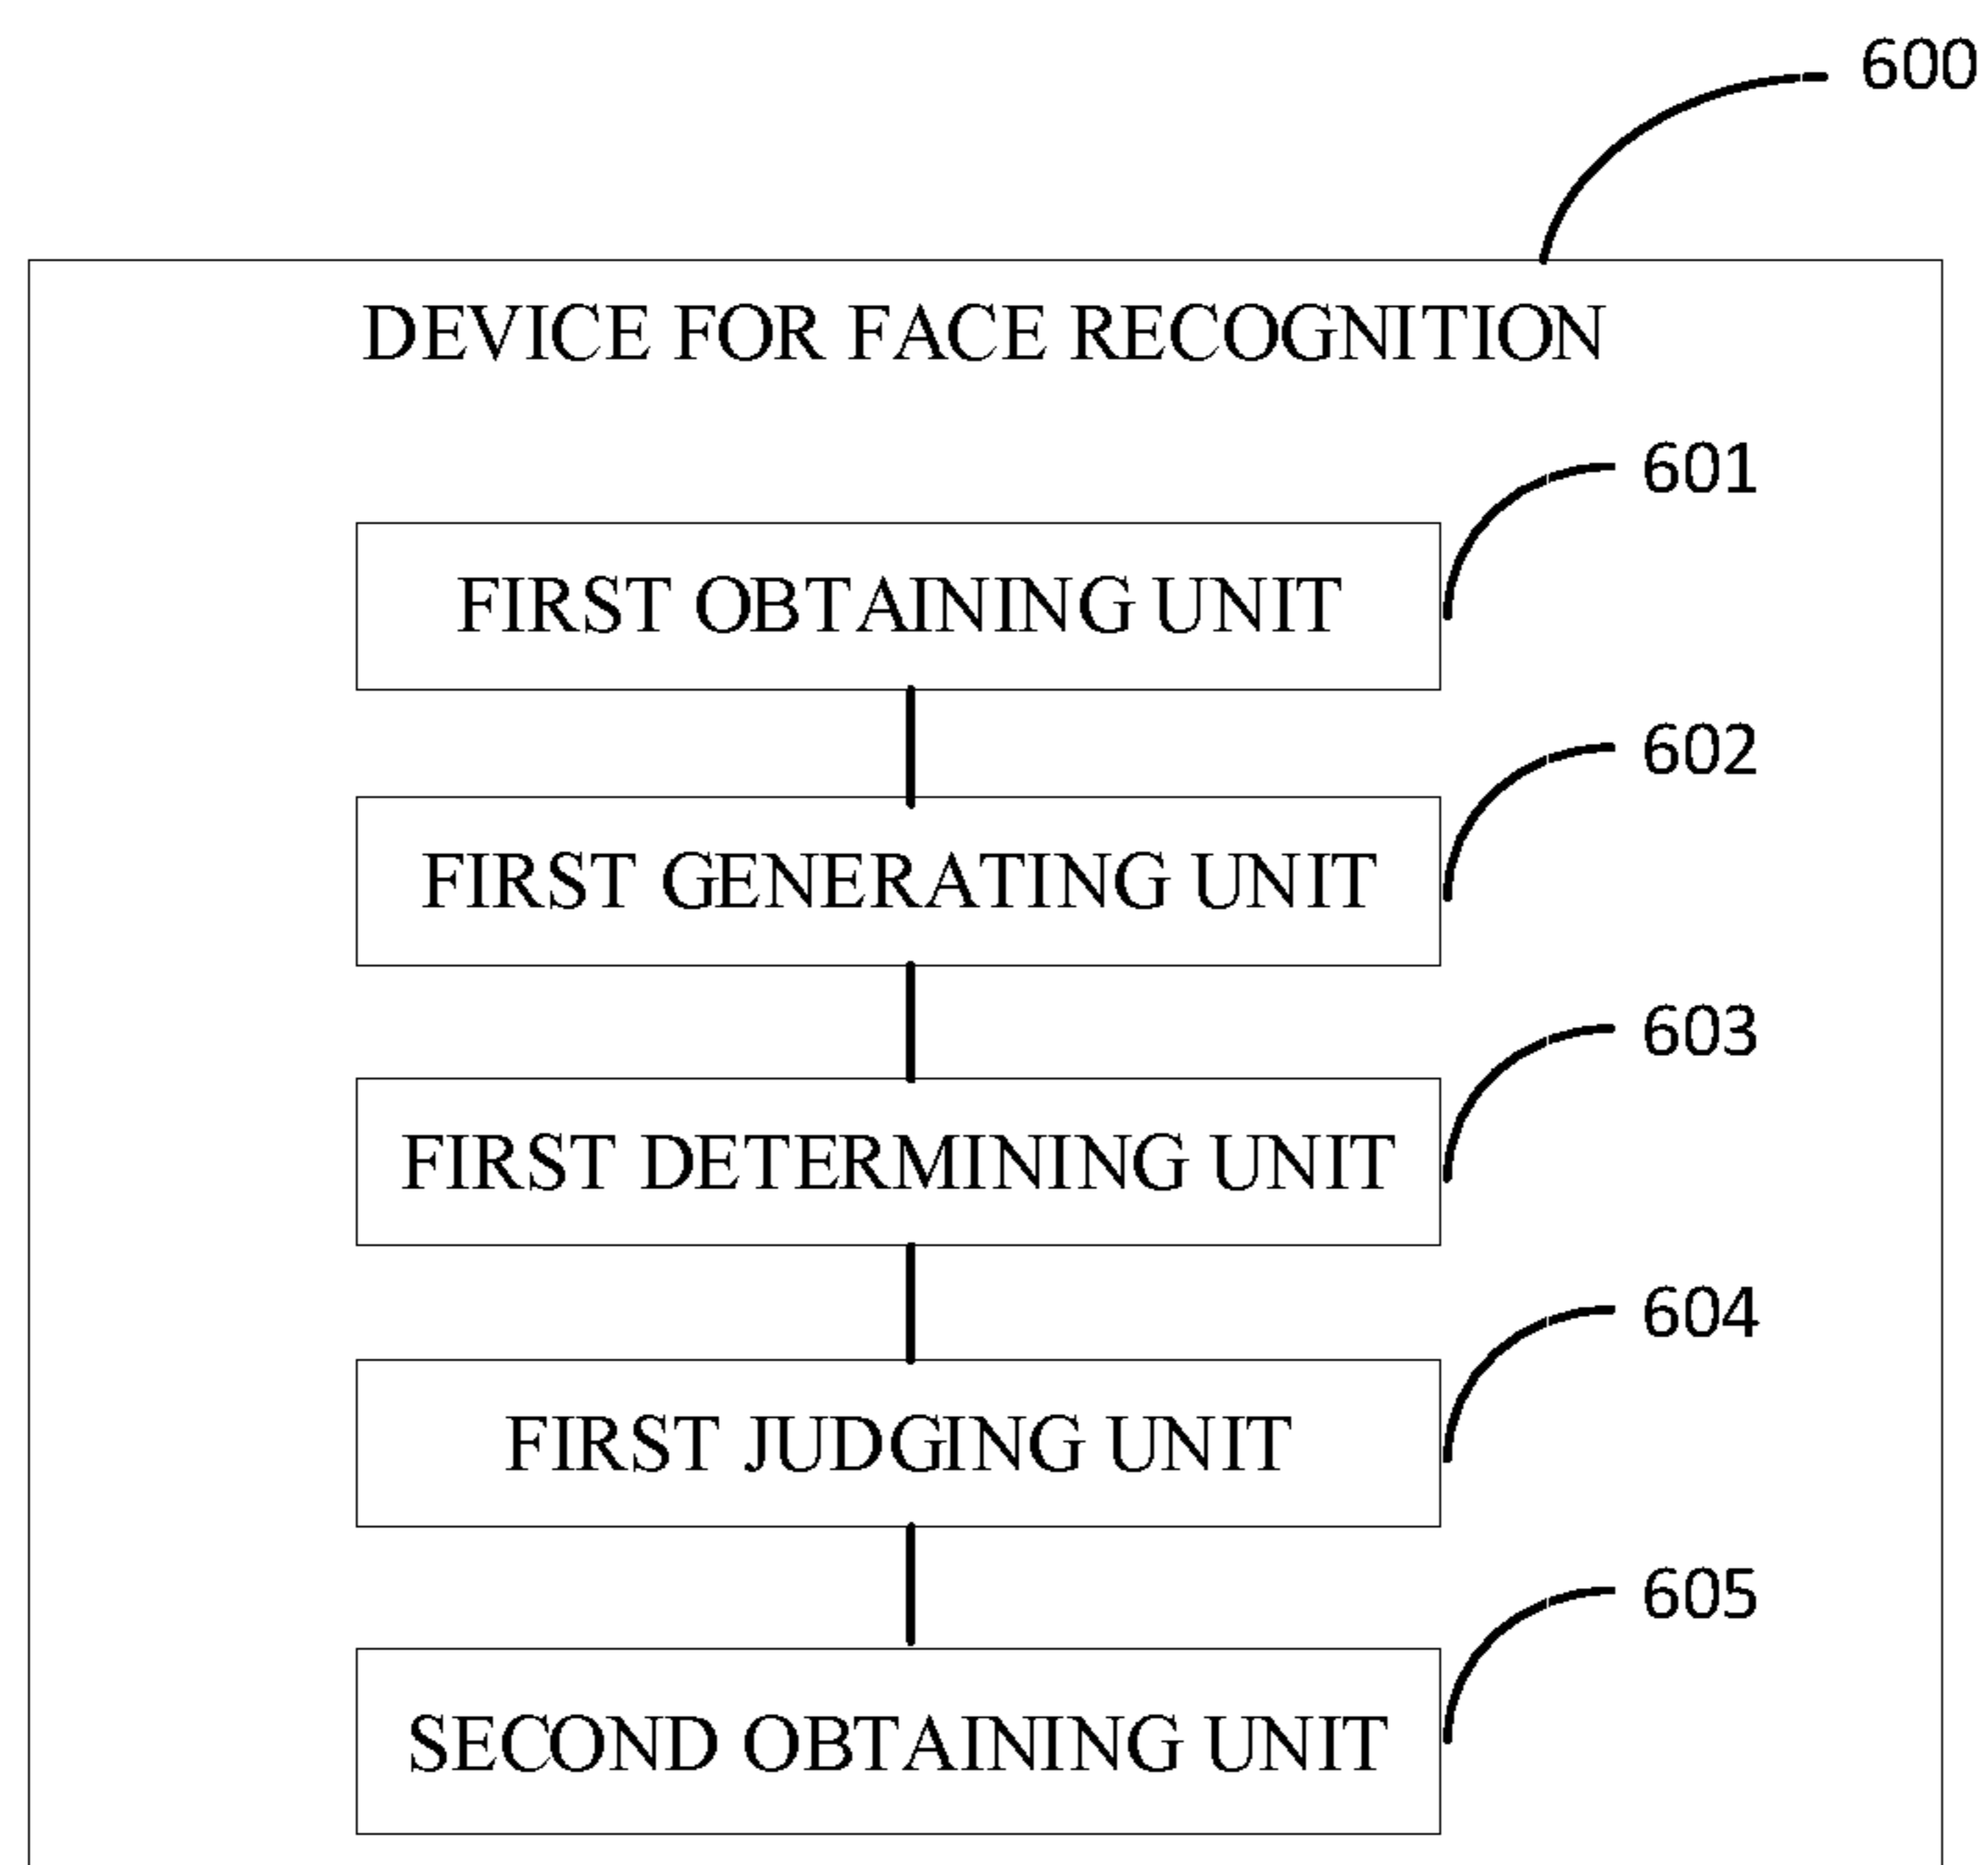 600
DEVICE FOR FACE RECOGNITION
601
FIRST OBTAINING UNIT
602
FIRST GENERATING UNIT
603
FIRST DETERMINING UNIT
604
FIRST JUDGING UNIT
605
SECOND OBTAINING UNIT